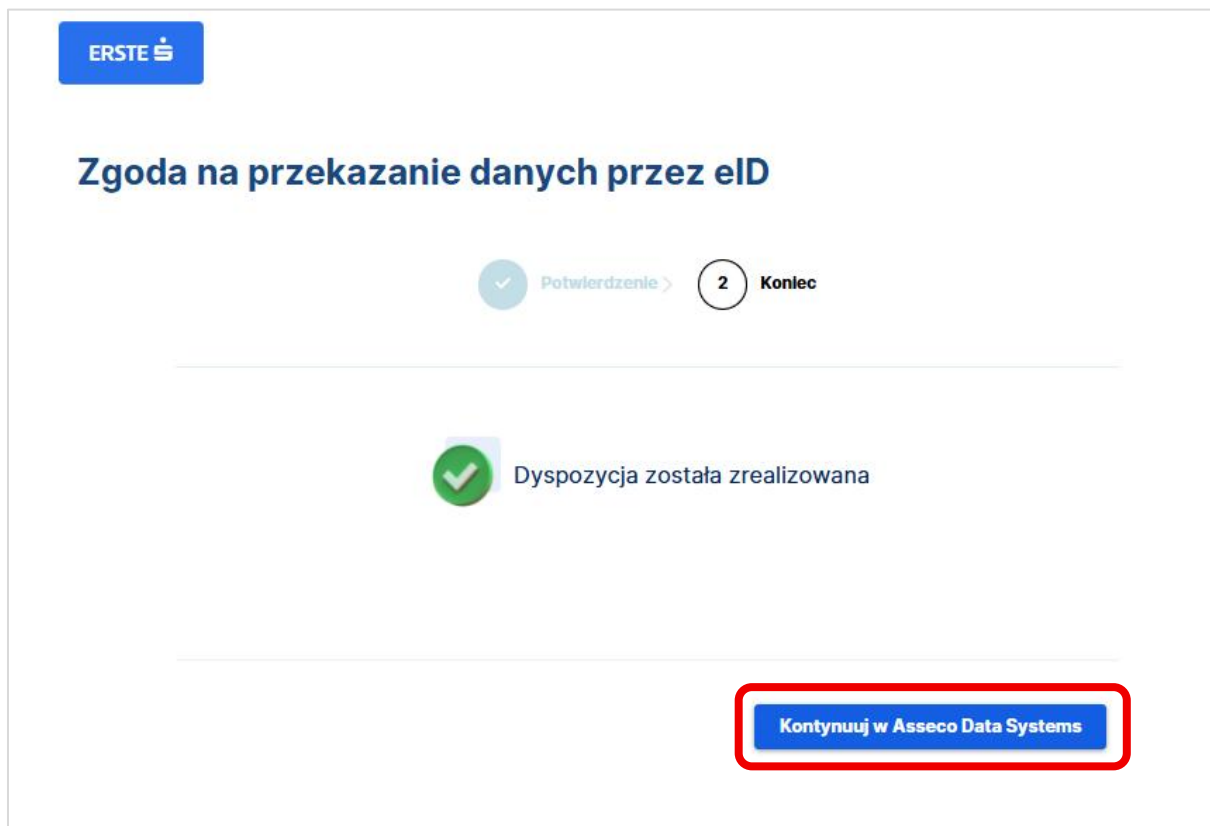 ERSTE
Zgoda na przekazanie danych przez eID
Potwierdzenie
2 Koniec
Dyspozycja została zrealizowana
Kontynuuj w Asseco Data Systems